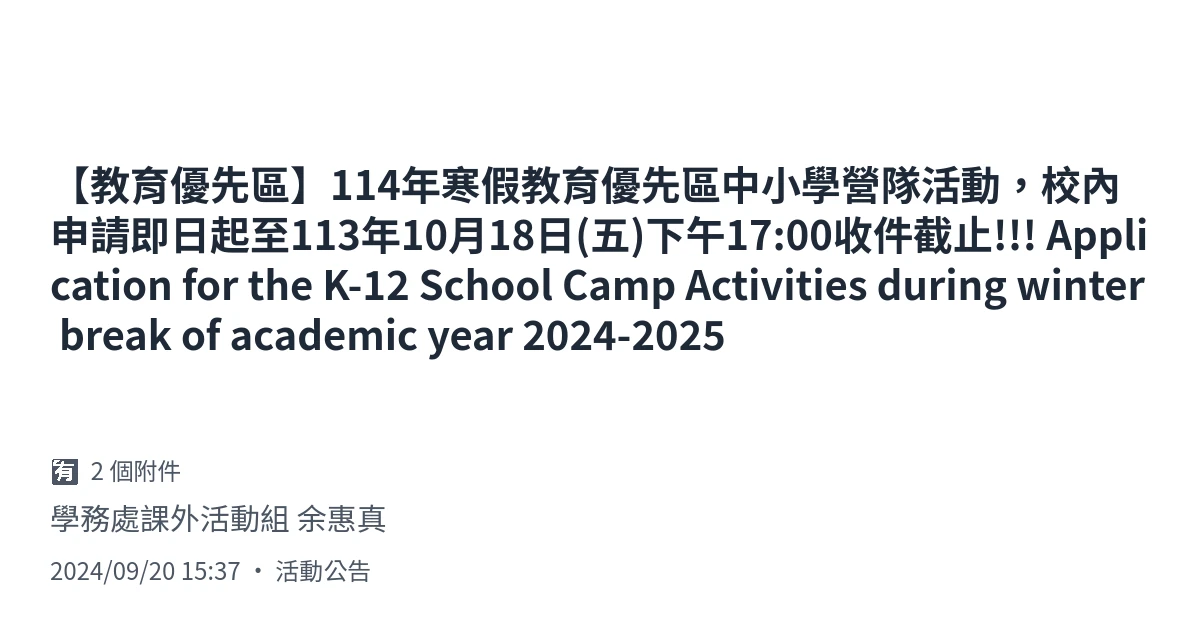 【教育優先區】114年寒假教育優先區中小學營隊活動，校內
申請即日起至113年10月18日(五)下午17:00收件截止!!! Appli
cation for the K-12 School Camp Activities during winter
break of academic year 2024-2025
🈶 2 個附件
學務處課外活動組 余惠真
2024/09/20 15:37 • 活動公告